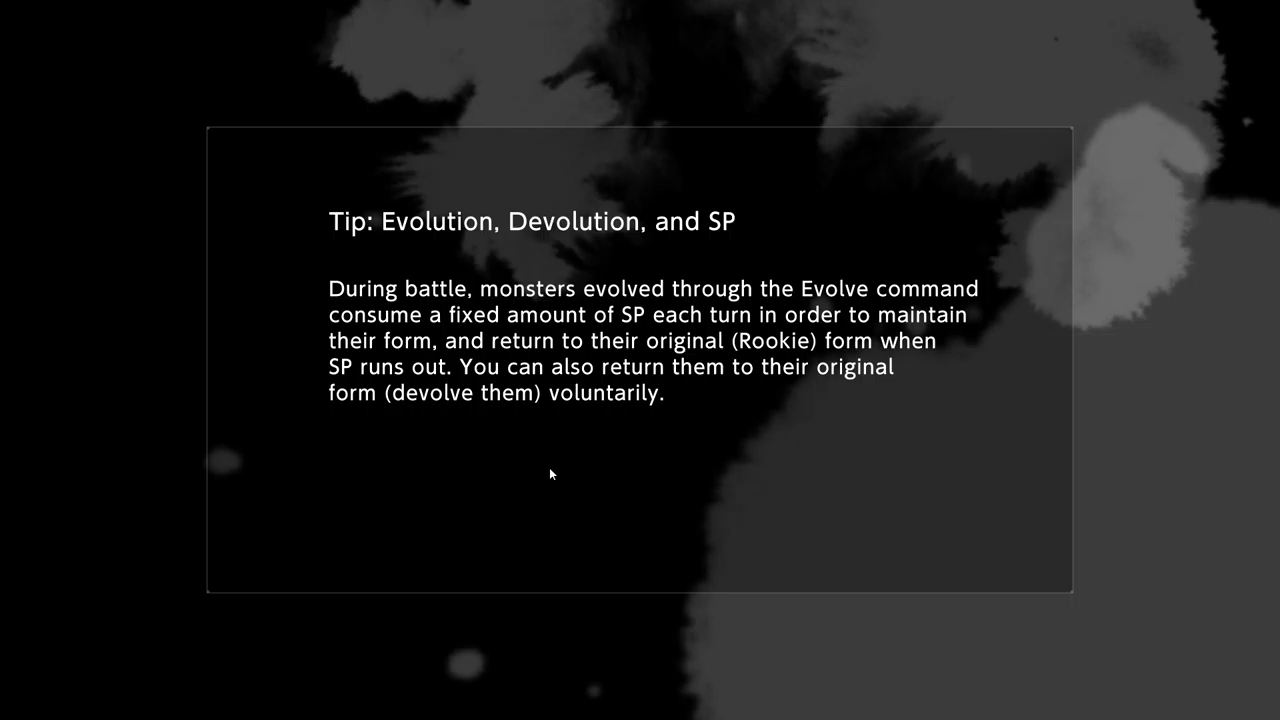 Tip: Evolution, Devolution, and SP
During battle, monsters evolved through the Evolve command
consume a fixed amount of SP each turn in order to maintain
their form, and return to their original (Rookie) form when
SP runs out. You can also return them to their original
form (devolve them) voluntarily.